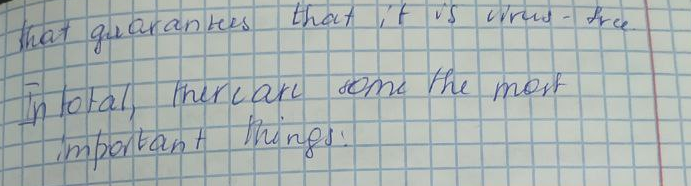 that guarantees that it is virus-free
In total, there are some the most
important things: